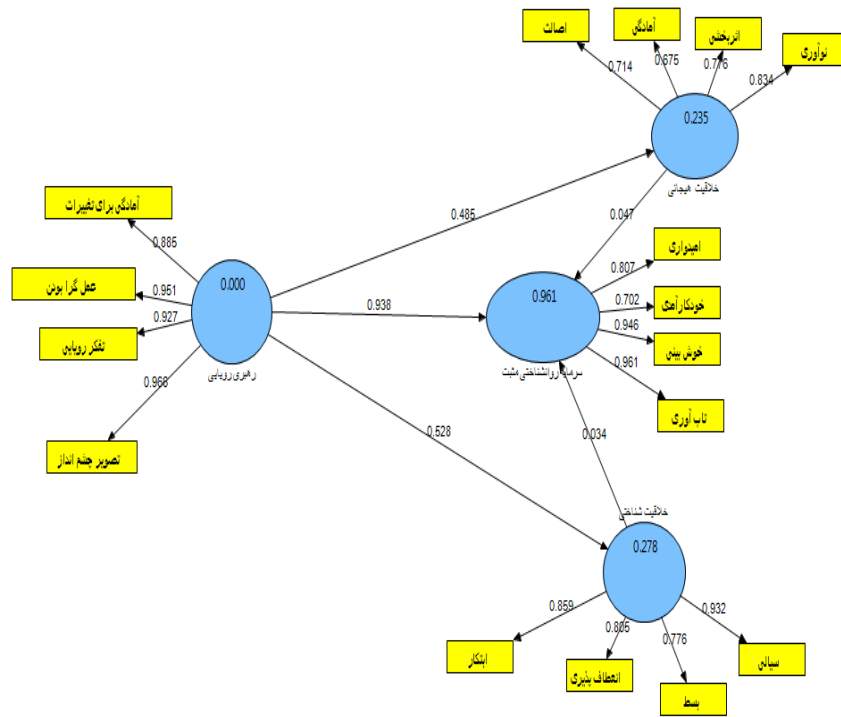 اصالت
آمادگی
اثربخشی
نوآوری
0.714
0.675
0.776
0.834
0.235
خلاقیت هیجانی
آمادگی برای تغییرات
0.885
عمل گرا بودن
0.951
تفکر رویایی
0.927
0.966
تصویر چشم انداز
0.000
رهبری رویایی
0.485
0.938
0.528
0.047
0.034
0.961
سرمایه روانشناختی مثبت
امیدواری
0.807
خودکارآمدی
0.702
خوش بینی
0.946
تاب آوری
0.961
خلاقیت شناختی
0.278
0.859
0.805
0.776
0.932
ابتکار
انعطاف پذیری
بسط
سیالی